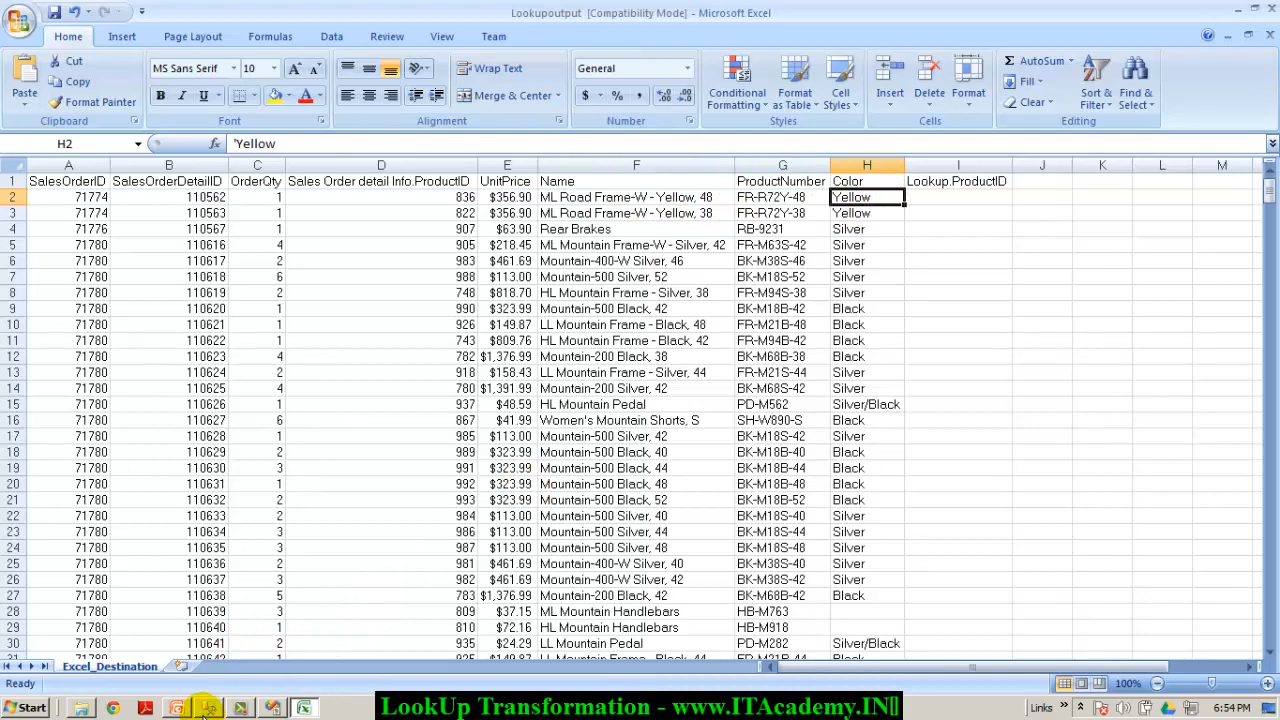 Lookupoutput [Compatibility Mode] - Microsoft Excel
Home Insert Page Layout Formulas Data Review View Team
Paste Cut Copy Format Painter Clipboard
MS Sans Serif 10 B I U A Font
Wrap Text Merge & Center Alignment
General $ % , Number
Conditional Formatting Format as Table Cell Styles Styles
Insert Delete Format Cells
Σ AutoSum Fill Clear Sort & Filter Find & Select Editing
H2 fx 'Yellow
A B C D E F G H I J K L M
1 SalesOrderID SalesOrderDetailID OrderQty Sales Order detail Info.ProductID UnitPrice Name ProductNumber Color Lookup.ProductID
2 71774 110562 1 836 $356.90 ML Road Frame-W - Yellow, 48 FR-R72Y-48 Yellow
3 71774 110563 1 822 $356.90 ML Road Frame-W - Yellow, 38 FR-R72Y-38 Yellow
4 71776 110567 1 907 $63.90 Rear Brakes RB-9231 Silver
5 71780 110616 4 905 $218.45 ML Mountain Frame-W - Silver, 42 FR-M63S-42 Silver
6 71780 110617 2 983 $461.69 Mountain-400-W Silver, 46 BK-M38S-46 Silver
7 71780 110618 6 988 $113.00 Mountain-500 Silver, 52 BK-M18S-52 Silver
8 71780 110619 2 748 $818.70 HL Mountain Frame - Silver, 38 FR-M94S-38 Silver
9 71780 110620 1 990 $323.99 Mountain-500 Black, 42 BK-M18B-42 Black
10 71780 110621 1 926 $149.87 LL Mountain Frame - Black, 48 FR-M21B-48 Black
11 71780 110622 1 743 $809.76 HL Mountain Frame - Black, 42 FR-M94B-42 Black
12 71780 110623 4 782 $1,376.99 Mountain-200 Black, 38 BK-M68B-38 Black
13 71780 110624 2 918 $158.43 LL Mountain Frame - Silver, 44 FR-M21S-44 Silver
14 71780 110625 4 780 $1,391.99 Mountain-200 Silver, 42 BK-M68S-42 Silver
15 71780 110626 1 937 $48.59 HL Mountain Pedal PD-M562 Silver/Black
16 71780 110627 6 867 $41.99 Women's Mountain Shorts, S SH-W890-S Black
17 71780 110628 1 985 $113.00 Mountain-500 Silver, 42 BK-M18S-42 Silver
18 71780 110629 2 989 $323.99 Mountain-500 Black, 40 BK-M18B-40 Black
19 71780 110630 3 991 $323.99 Mountain-500 Black, 44 BK-M18B-44 Black
20 71780 110631 1 992 $323.99 Mountain-500 Black, 48 BK-M18B-48 Black
21 71780 110632 2 993 $323.99 Mountain-500 Black, 52 BK-M18B-52 Black
22 71780 110633 2 984 $113.00 Mountain-500 Silver, 40 BK-M18S-40 Silver
23 71780 110634 3 986 $113.00 Mountain-500 Silver, 44 BK-M18S-44 Silver
24 71780 110635 3 987 $113.00 Mountain-500 Silver, 48 BK-M18S-48 Silver
25 71780 110636 2 981 $461.69 Mountain-400-W Silver, 40 BK-M38S-40 Silver
26 71780 110637 3 982 $461.69 Mountain-400-W Silver, 42 BK-M38S-42 Silver
27 71780 110638 5 783 $1,376.99 Mountain-200 Black, 42 BK-M68B-42 Black
28 71780 110639 3 809 $37.15 ML Mountain Handlebars HB-M763
29 71780 110640 1 810 $72.16 HL Mountain Handlebars HB-M918
30 71780 110641 2 935 $24.29 LL Mountain Pedal PD-M282 Silver/Black
Excel_Destination
Ready 100%
Start LookUp Transformation - www.ITAcademy.IN Links » 6:54 PM